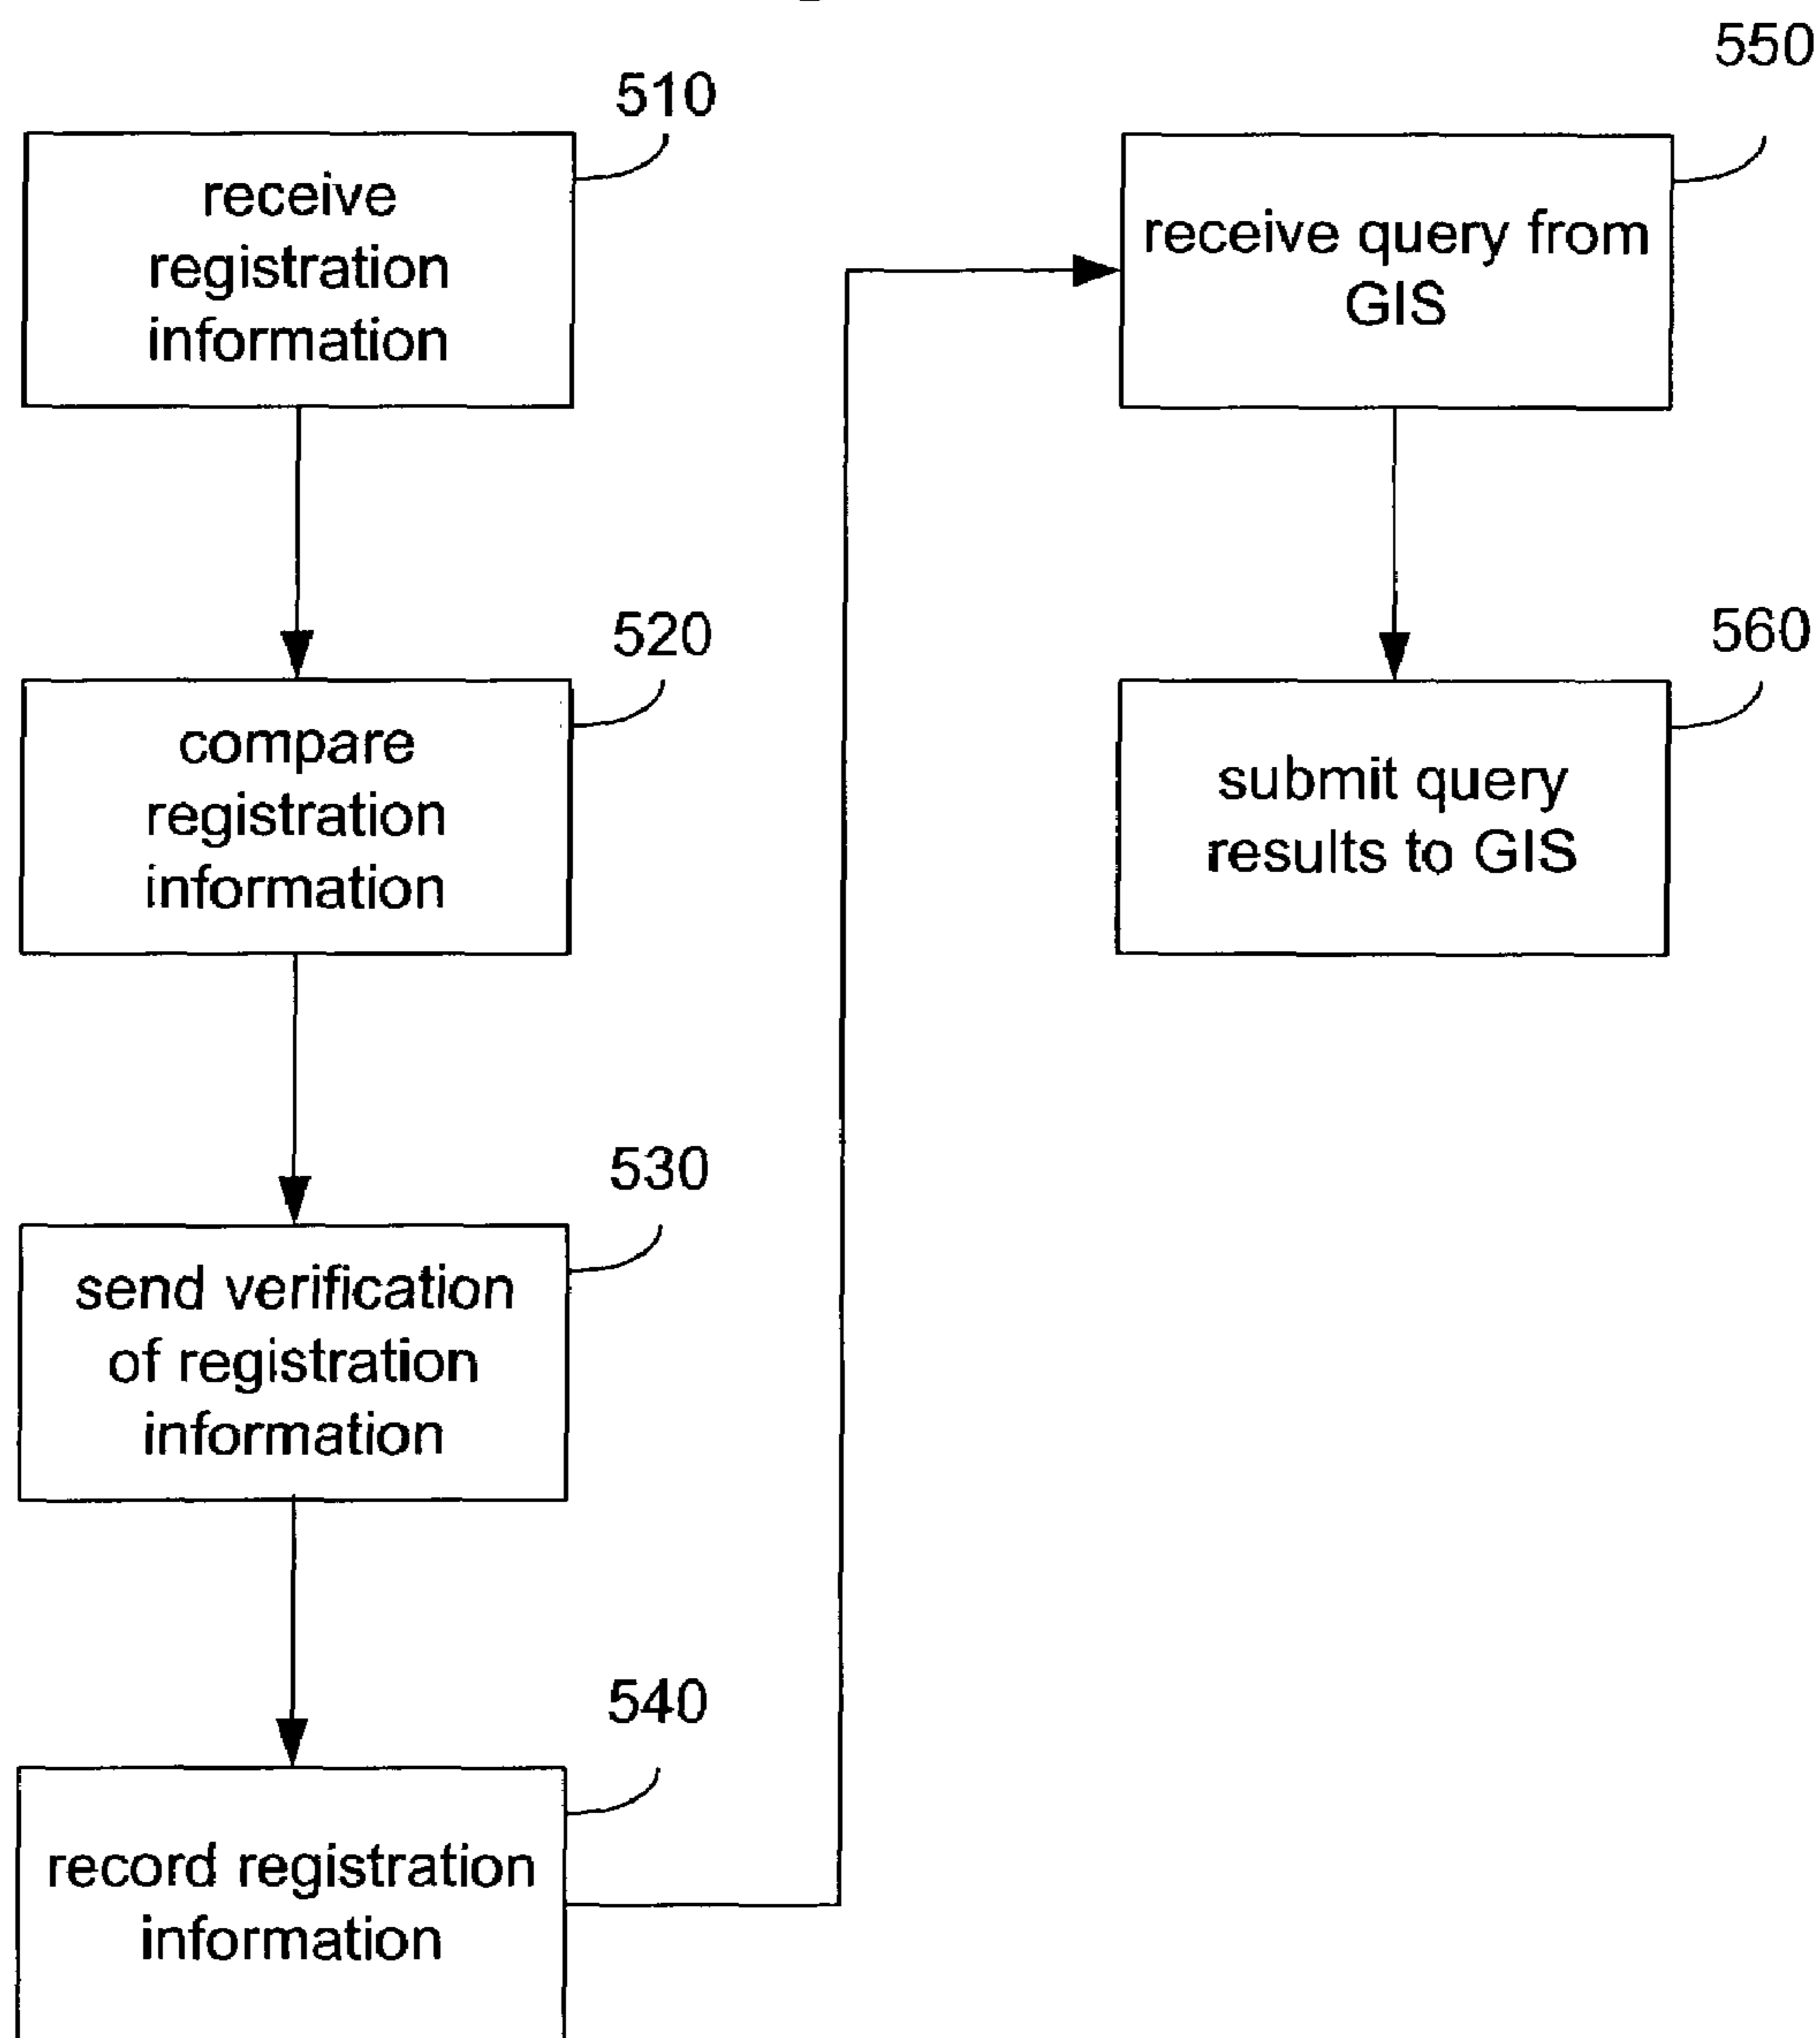 510
receive
registration
information
520
compare
registration
information
530
send verification
of registration
information
540
record registration
information
550
receive query from
GIS
560
submit query
results to GIS